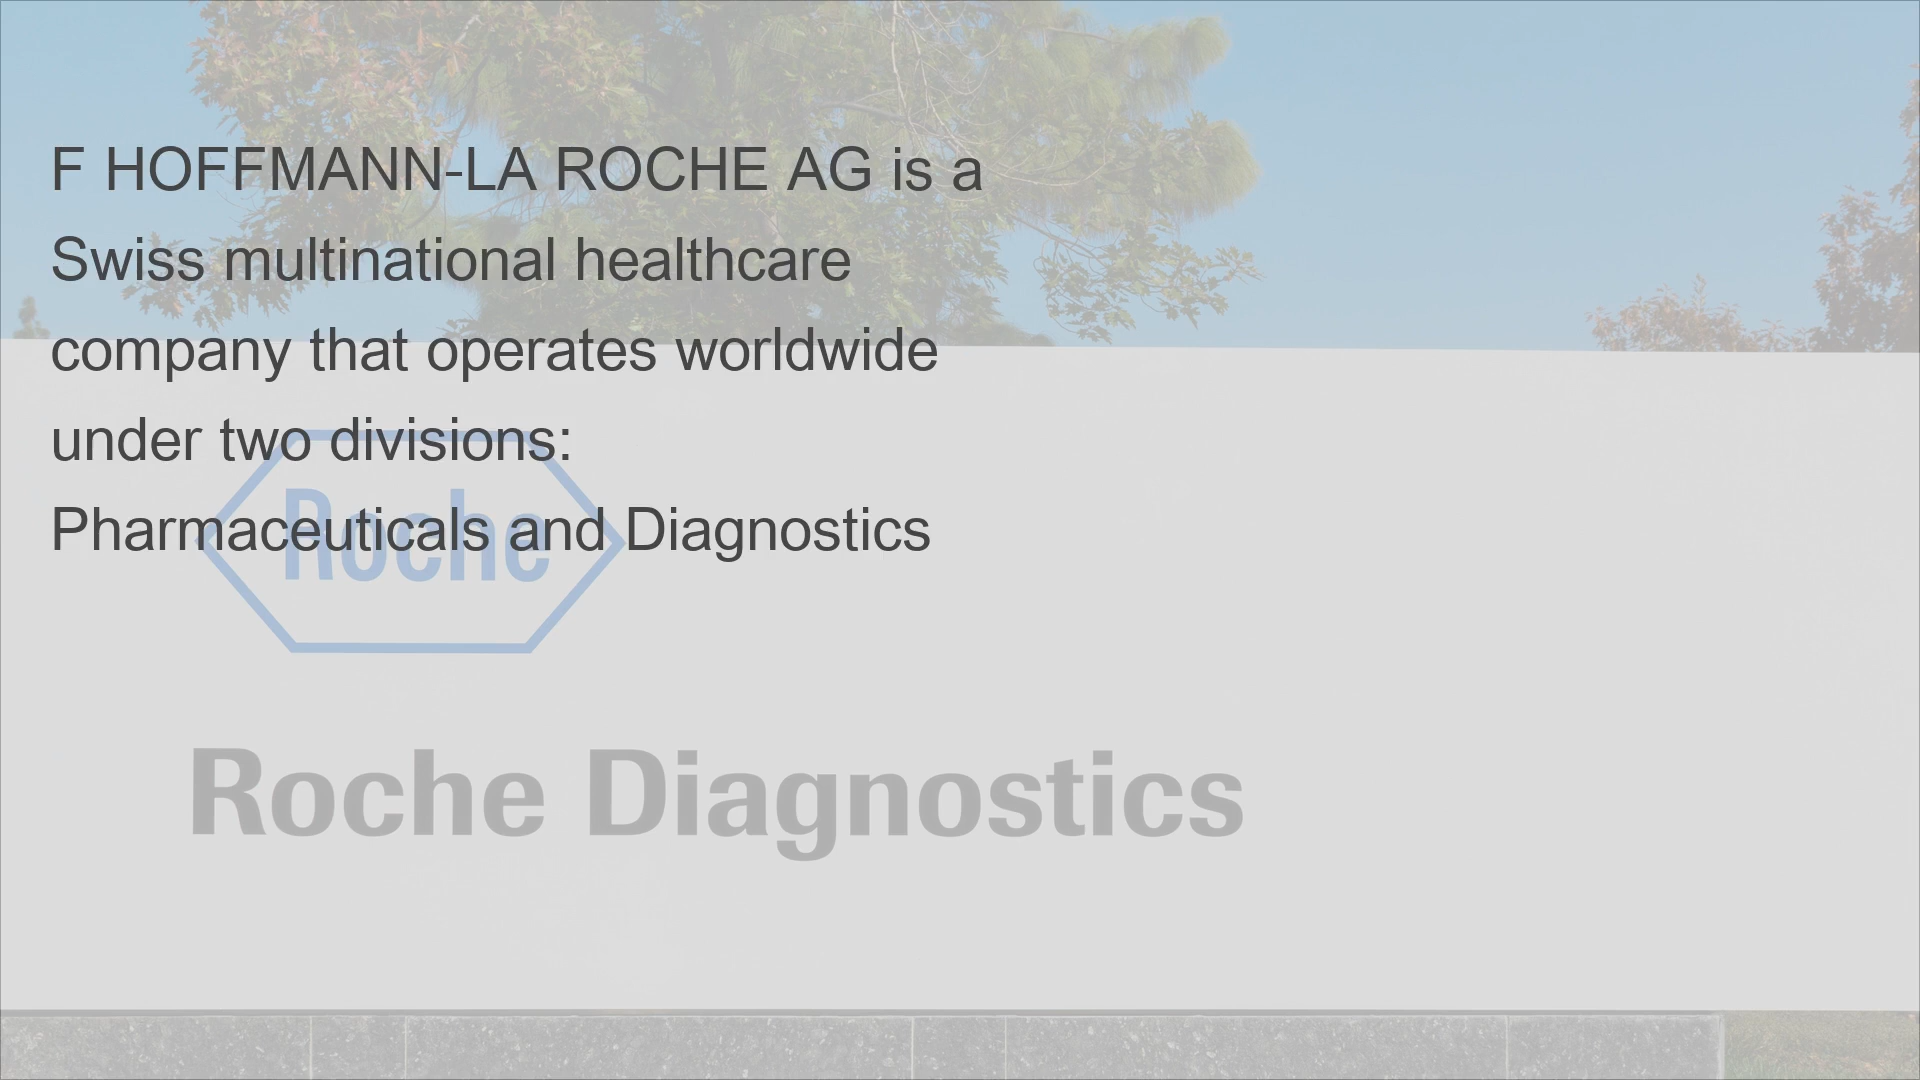 F HOFFMANN-LA ROCHE AG is a
Swiss multinational healthcare
company that operates worldwide
under two divisions:
Pharmaceuticals and Diagnostics
Roche
Roche Diagnostics